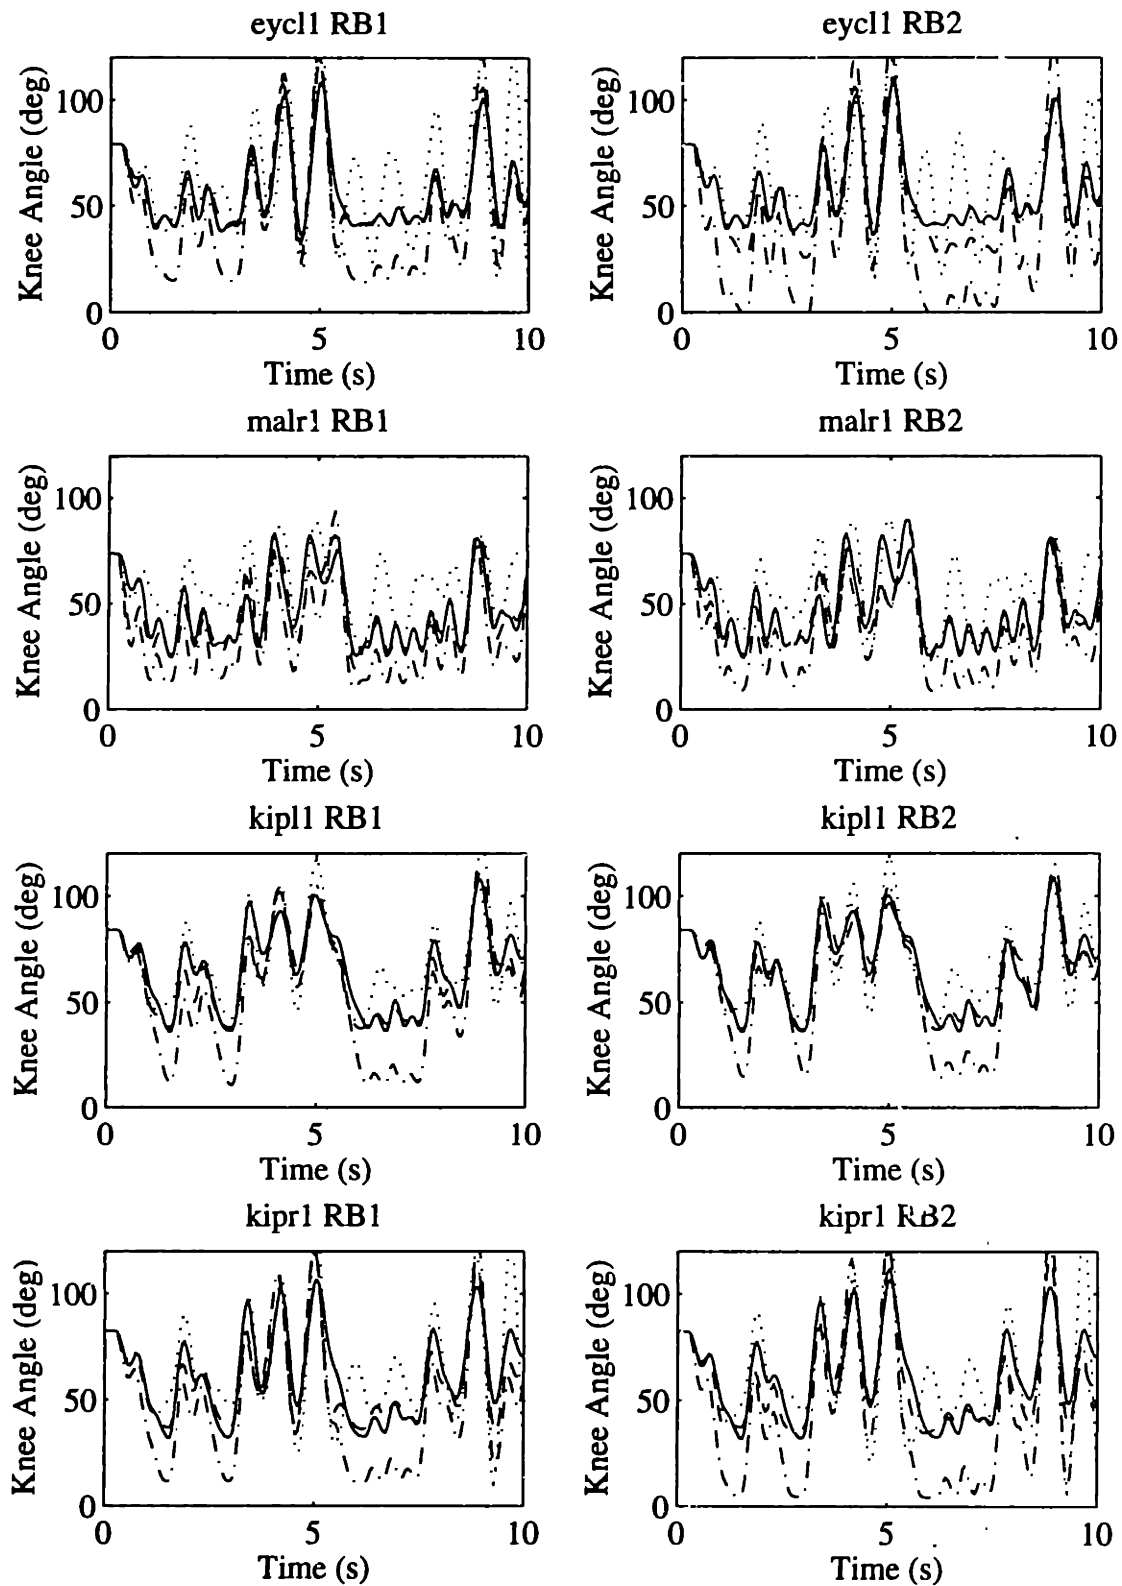 eycl1 RB1
Knee Angle (deg)
100
50
0
0 5 10
Time (s)
eycl1 RB2
Knee Angle (deg)
100
50
0
0 5 10
Time (s)
malr1 RB1
Knee Angle (deg)
100
50
0
0 5 10
Time (s)
malr1 RB2
Knee Angle (deg)
100
50
0
0 5 10
Time (s)
kipl1 RB1
Knee Angle (deg)
100
50
0
0 5 10
Time (s)
kipl1 RB2
Knee Angle (deg)
100
50
0
0 5 10
Time (s)
kipr1 RB1
Knee Angle (deg)
100
50
0
0 5 10
Time (s)
kipr1 RB2
Knee Angle (deg)
100
50
0
0 5 10
Time (s)